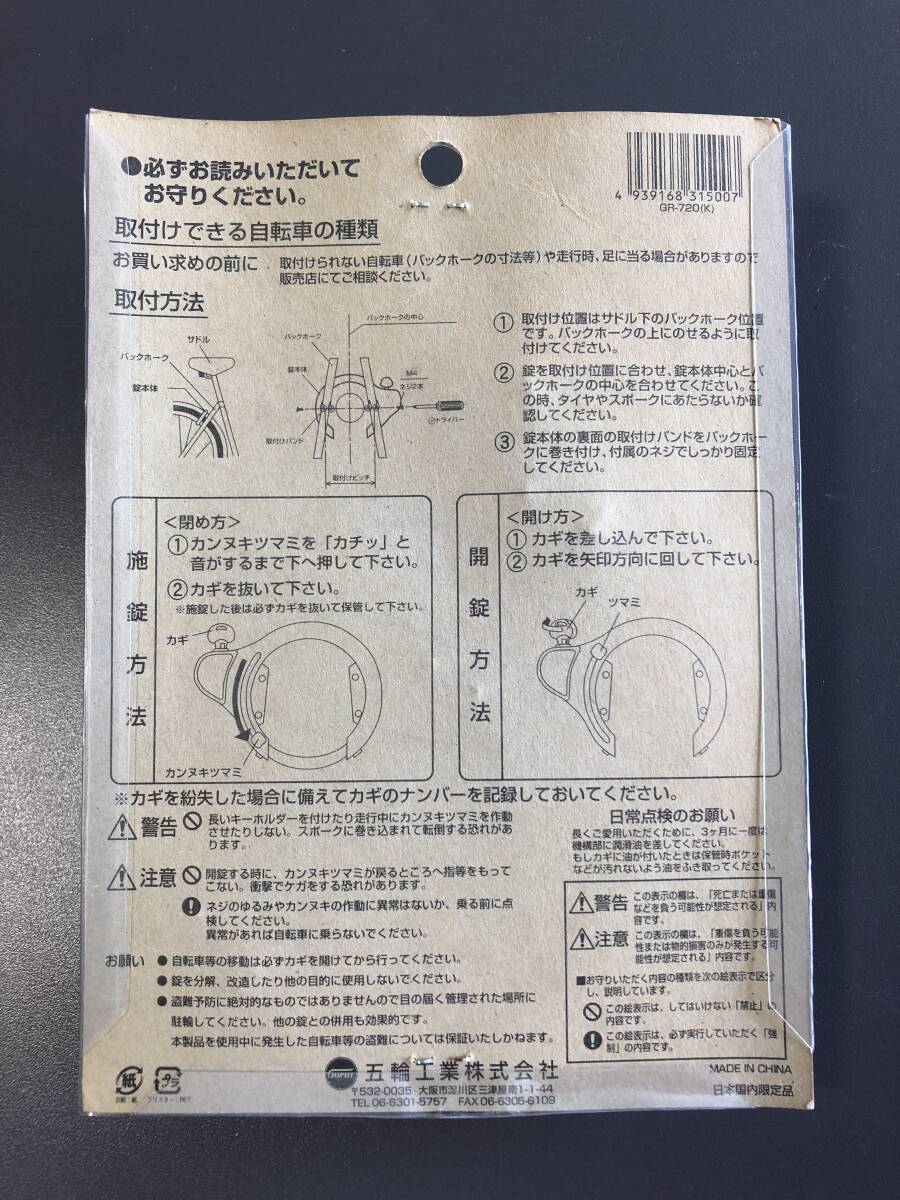 ●必ずお読みいただいて
お守りください。
4 939168 315007
GR-720(K)
取付けできる自転車の種類
お買い求めの前に 取付けられない自転車(バックホークの寸法等)や走行時、足に当る場合がありますので
販売店にてご相談ください。
取付方法
サドル
バックホーク
錠本体
バックホークの中心
バックホーク
錠本体
M4
ネジ2本
⊕ドライバー
取付けバンド
取付けピッチ
① 取付け位置はサドル下のバックホーク位置
です。バックホークの上にのせるように取
付けてください。
② 錠を取付け位置に合わせ、錠本体中心とバ
ックホークの中心を合わせてください。こ
の時、タイヤやスポークにあたらないか確
認してください。
③ 錠本体の裏面の取付けバンドをバックホー
クに巻き付け、付属のネジでしっかり固定
してください。
施錠方法
<閉め方>
①カンヌキツマミを「カチッ」と
音がするまで下へ押して下さい。
②カギを抜いて下さい。
※施錠した後は必ずカギを抜いて保管して下さい。
カギ
カンヌキツマミ
開錠方法
<開け方>
①カギを差し込んで下さい。
②カギを矢印方向に回して下さい。
カギ
ツマミ
※カギを紛失した場合に備えてカギのナンバーを記録しておいてください。
警告 長いキーホルダーを付けたり走行中にカンヌキツマミを作動
させたりしない。スポークに巻き込まれて転倒する恐れがあ
ります。
注意 開錠する時に、カンヌキツマミが戻るところへ指等をもって
こない。衝撃でケガをする恐れがあります。
ネジのゆるみやカンヌキの作動に異常はないか、乗る前に点
検してください。
異常があれば自転車に乗らないでください。
お願い ●自転車等の移動は必ずカギを開けてから行ってください。
●錠を分解、改造したり他の目的に使用しないでください。
●盗難予防に絶対的なものではありませんので目の届く管理された場所に
駐輪してください。他の錠との併用も効果的です。
本製品を使用中に発生した自転車等の盗難については保証いたしかねます。
日常点検のお願い
長くご愛用いただくために、3ヶ月に一度は
機構部に潤滑油を差してください。
もしカギに油が付いたときは保管時ポケット
などが汚れないよう油をふき取ってください。
警告 この表示の欄は、「死亡または重傷
などを負う可能性が想定される」内
容です。
注意 この表示の欄は、「重傷を負う可能
性または物的損害のみが発生する可
能性が想定される」内容です。
■お守りいただく内容の種類を次の絵表示で区分
し、説明しています。
この絵表示は、してはいけない「禁止」の
内容です。
この絵表示は、必ず実行していただく「強
制」の内容です。
紙
台紙:紙
プラ
ブリスター:PET
五輪工業株式会社
〒532-0035 大阪市淀川区三津屋南1-1-44
TEL 06-6301-5757 FAX 06-6305-6109
MADE IN CHINA
日本国内限定品